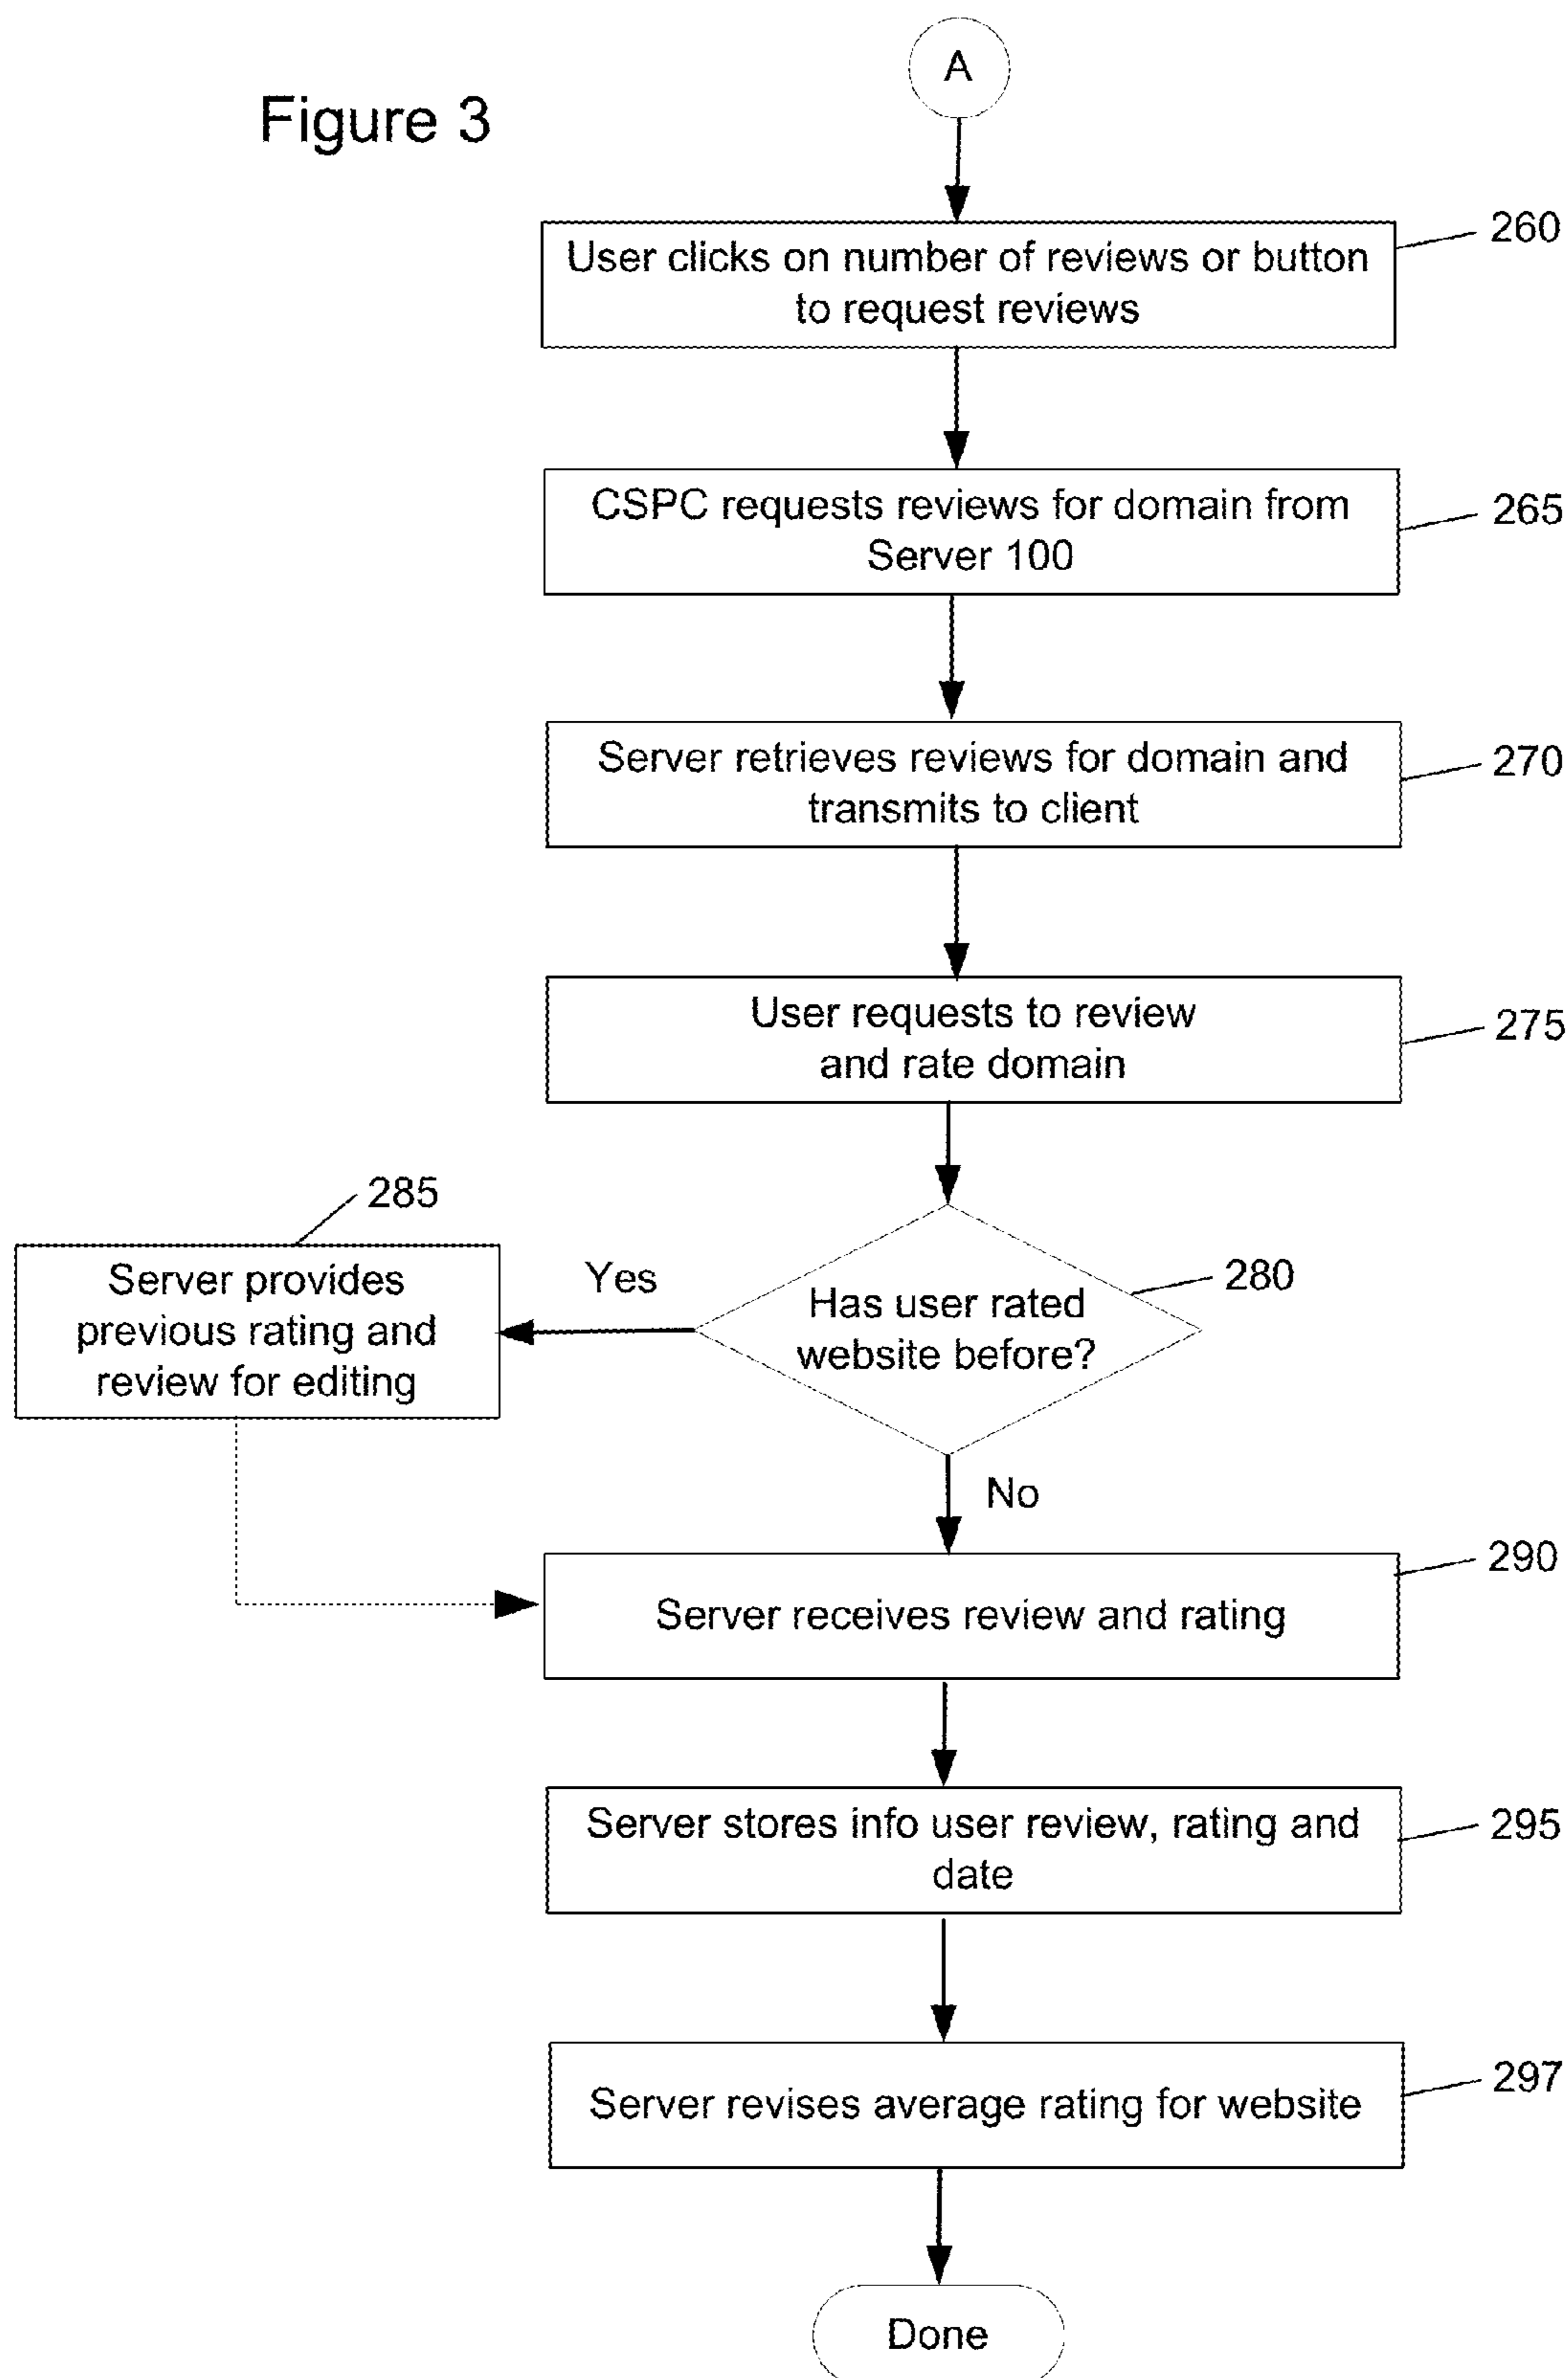 A
Figure 3
User clicks on number of reviews or button
to request reviews
260
CSPC requests reviews for domain from
Server 100
265
Server retrieves reviews for domain and
transmits to client
270
User requests to review
and rate domain
275
285
Server provides
previous rating and
review for editing
Yes
Has user rated
website before?
280
No
290
Server receives review and rating
Server stores info user review, rating and
date
295
Server revises average rating for website
297
Done